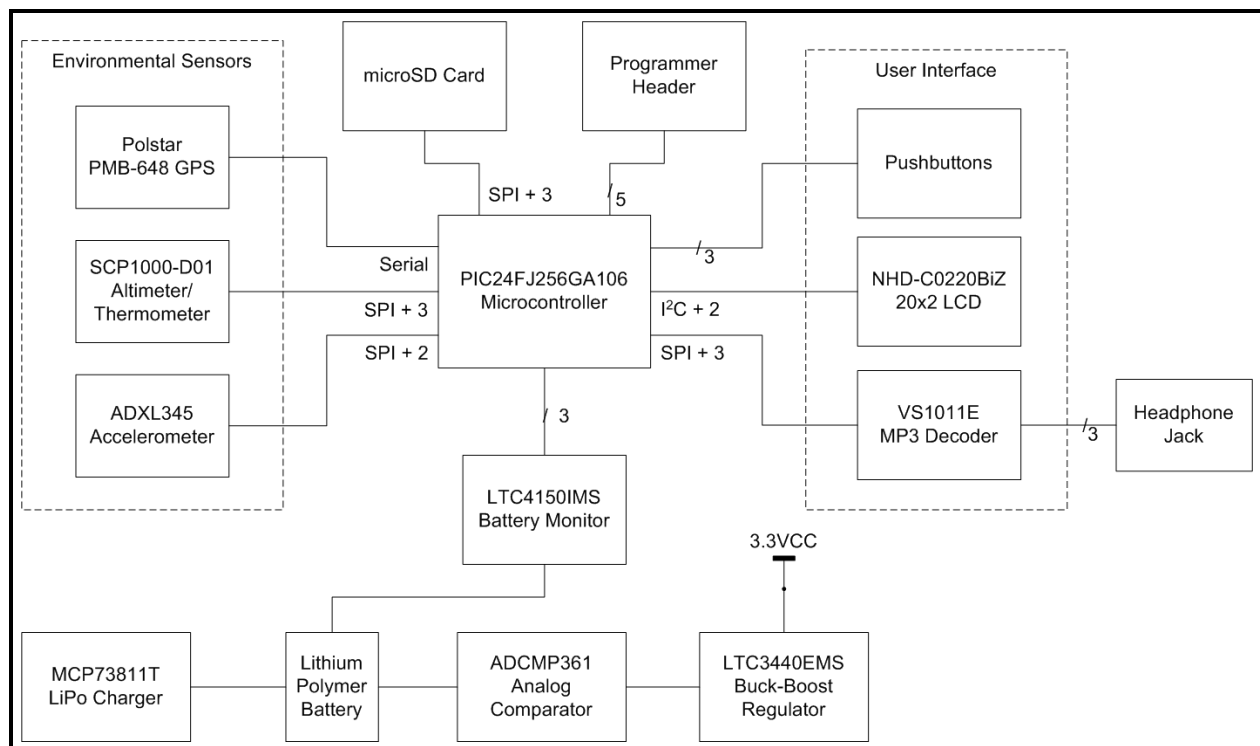 Environmental Sensors
Polstar
PMB-648 GPS
SCP1000-D01
Altimeter/
Thermometer
ADXL345
Accelerometer
microSD Card
Programmer
Header
SPI + 3
/
5
Serial
SPI + 3
SPI + 2
PIC24FJ256GA106
Microcontroller
/
3
I²C + 2
SPI + 3
User Interface
Pushbuttons
NHD-C0220BiZ
20x2 LCD
VS1011E
MP3 Decoder
/
3
Headphone
Jack
/ 3
LTC4150IMS
Battery Monitor
3.3VCC
MCP73811T
LiPo Charger
Lithium
Polymer
Battery
ADCMP361
Analog
Comparator
LTC3440EMS
Buck-Boost
Regulator